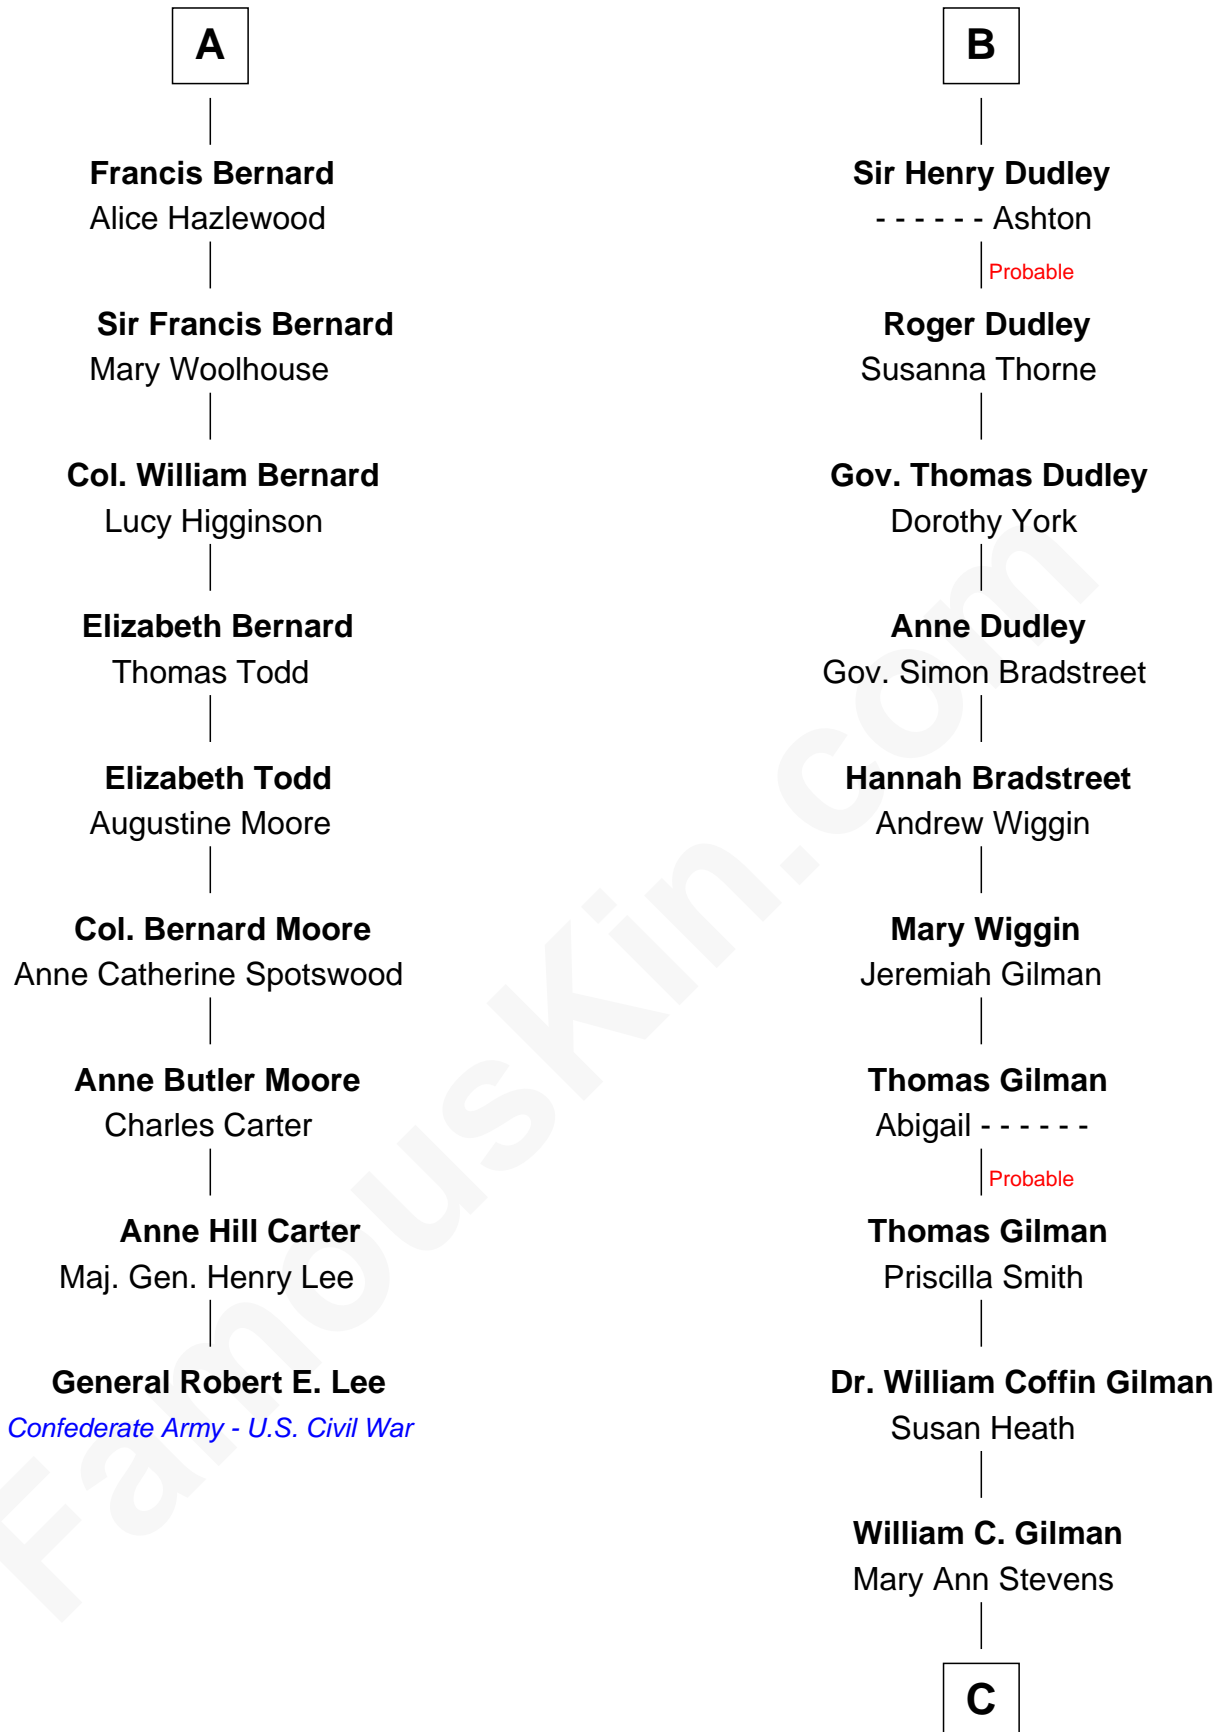 A
Francis Bernard
Alice Hazlewood
Sir Francis Bernard
Mary Woolhouse
Col. William Bernard
Lucy Higginson
Elizabeth Bernard
Thomas Todd
Elizabeth Todd
Augustine Moore
Col. Bernard Moore
Anne Catherine Spotswood
Anne Butler Moore
Charles Carter
Anne Hill Carter
Maj. Gen. Henry Lee
General Robert E. Lee
Confederate Army - U.S. Civil War
B
Sir Henry Dudley
- - - - - - Ashton
Probable
Roger Dudley
Susanna Thorne
Gov. Thomas Dudley
Dorothy York
Anne Dudley
Gov. Simon Bradstreet
Hannah Bradstreet
Andrew Wiggin
Mary Wiggin
Jeremiah Gilman
Thomas Gilman
Abigail - - - - - -
Probable
Thomas Gilman
Priscilla Smith
Dr. William Coffin Gilman
Susan Heath
William C. Gilman
Mary Ann Stevens
C
FamousKin.com